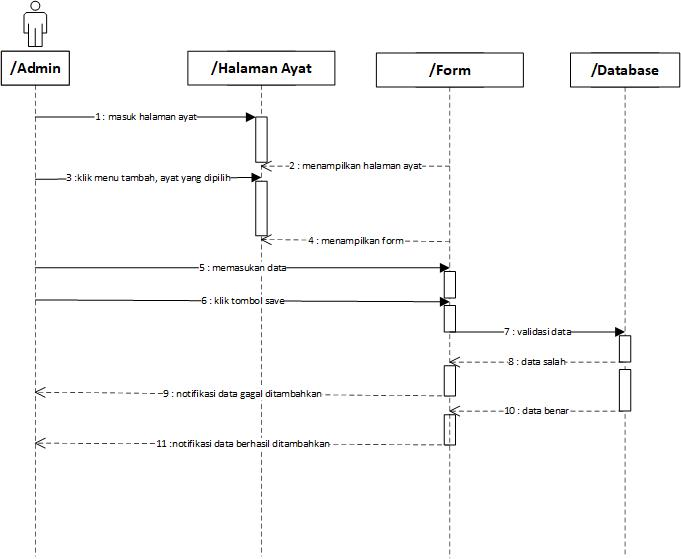 /Admin
/Halaman Ayat
/Form
/Database
1 : masuk halaman ayat
2 : menampilkan halaman ayat
3 :klik menu tambah, ayat yang dipilih
4 : menampilkan form
5 : memasukan data
6 : klik tombol save
7 : validasi data
8 : data salah
9 : notifikasi data gagal ditambahkan
10 : data benar
11 :notifikasi data berhasil ditambahkan